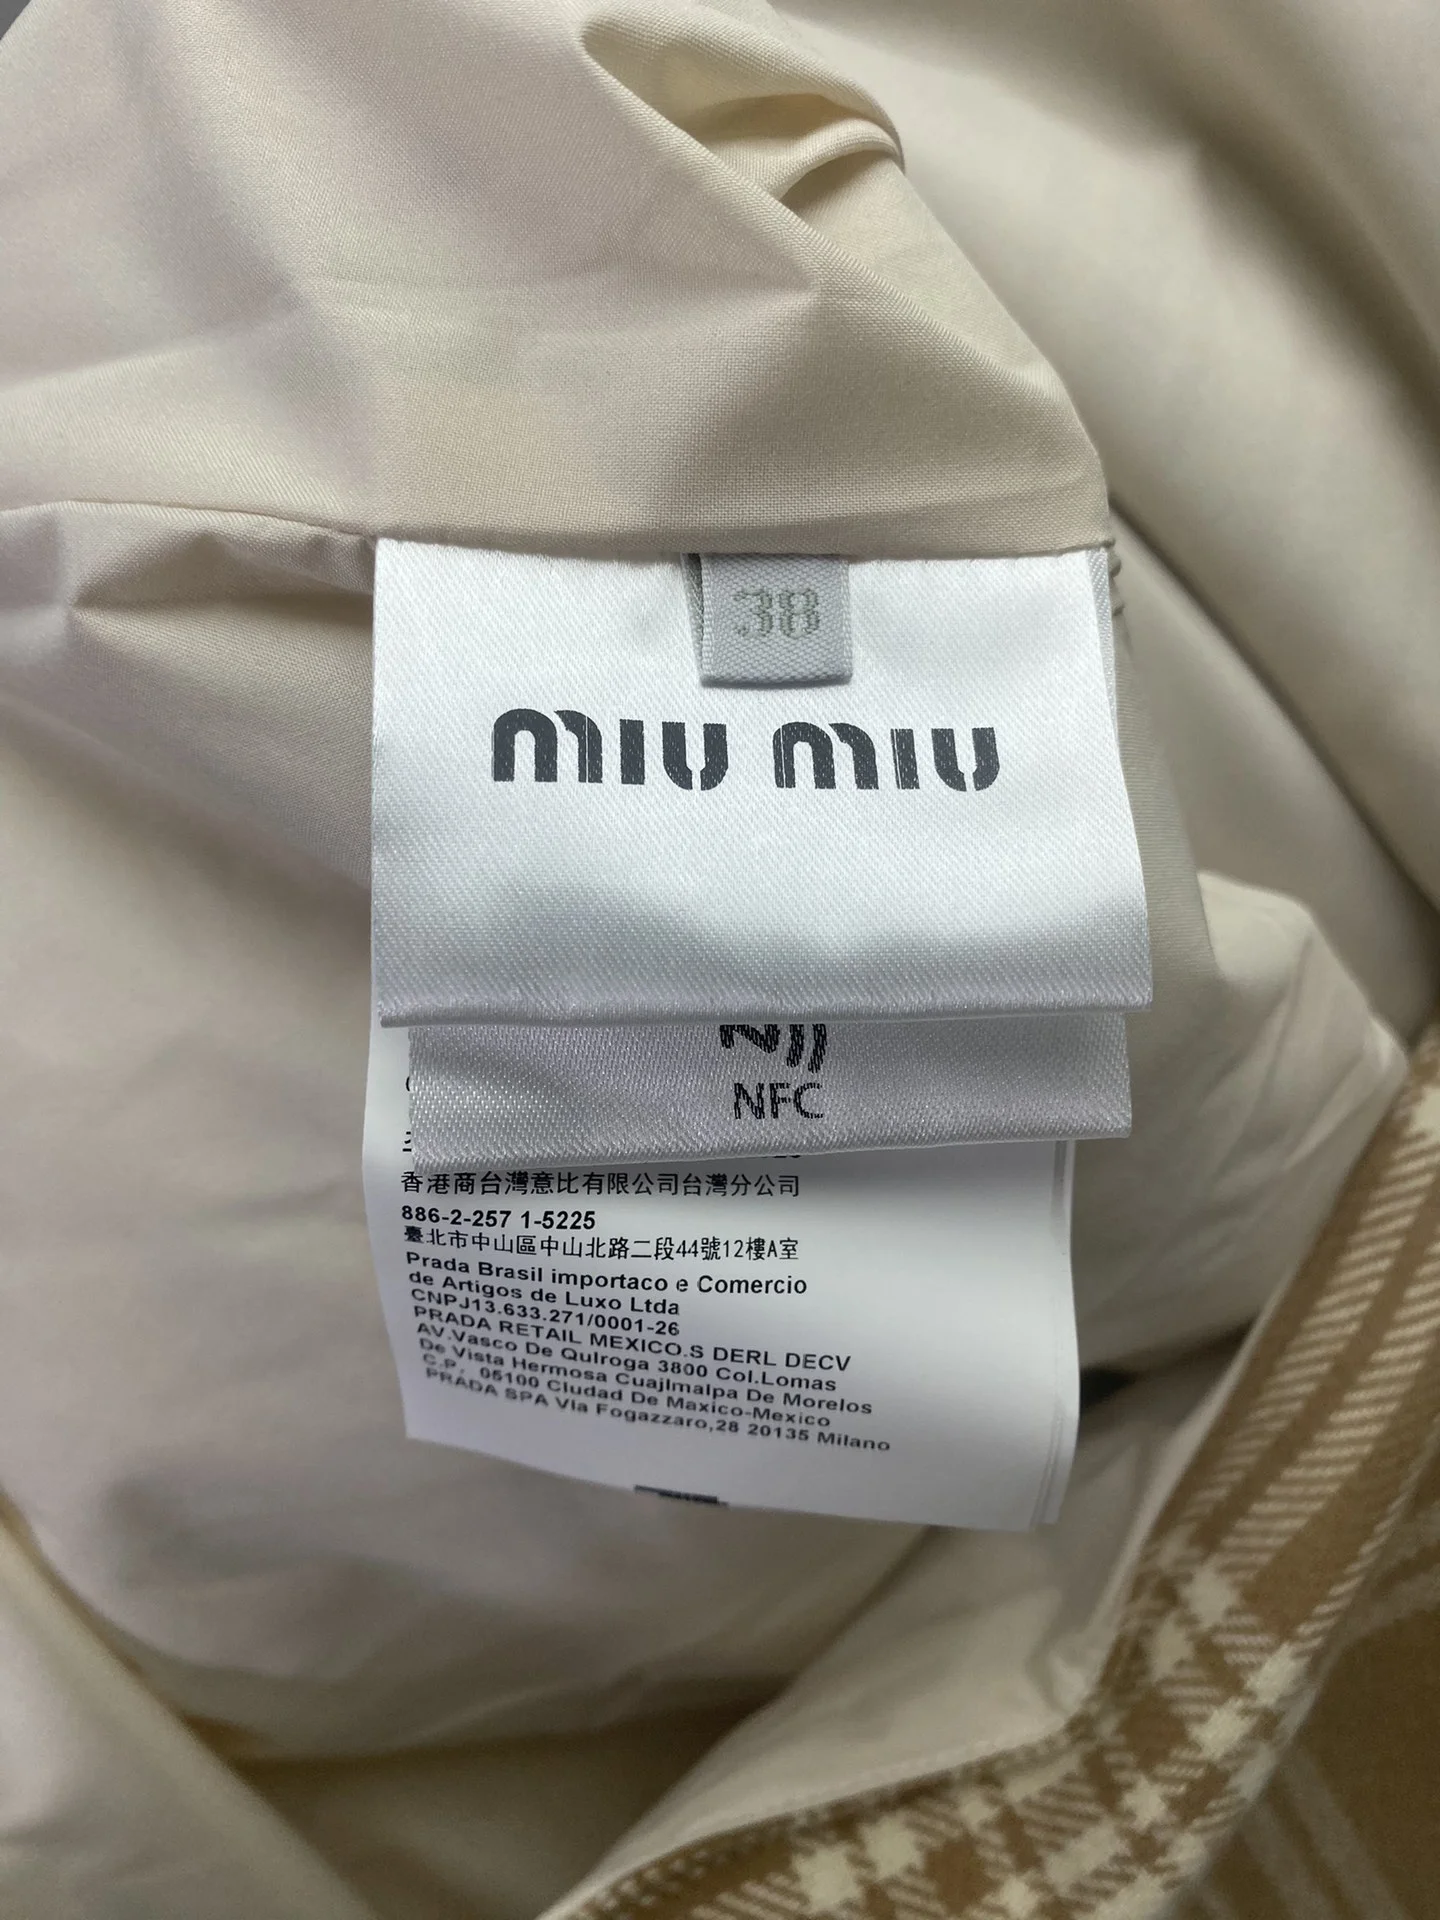 38
miu miu
NFC
香港商台灣意比有限公司台灣分公司
886-2-257 1-5225
臺北市中山區中山北路二段44號12樓A室
Prada Brasil importaco e Comercio
de Artigos de Luxo Ltda
CNPJ13.633.271/0001-26
PRADA RETAIL MEXICO.S DERL DECV
AV.Vasco De Qulroga 3800 Col.Lomas
De Vista Hermosa Cuajlmalpa De Morelos
C.P. 05100 Cludad De Maxico-Mexico
PRADA SPA Via Fogazzaro,28 20135 Milano